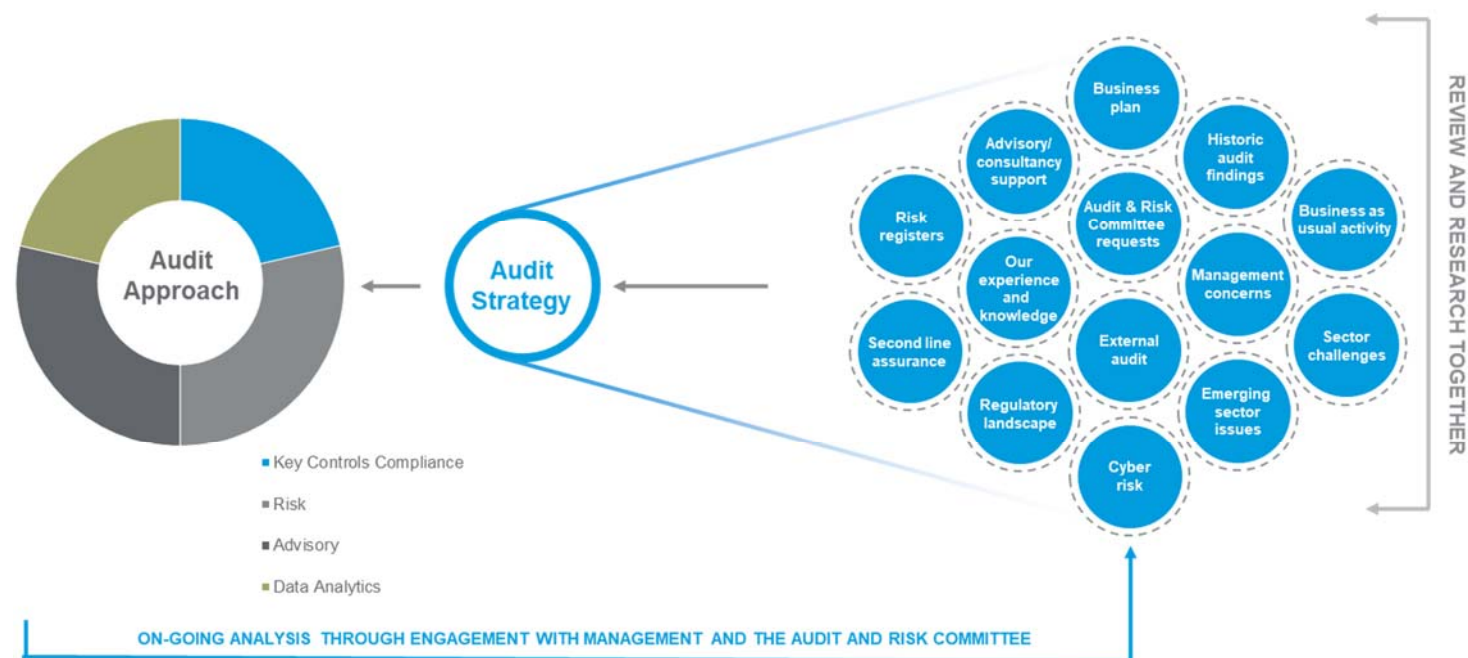 Audit
Approach
Key Controls Compliance
Risk
Advisory
Data Analytics
Audit
Strategy
Business
plan
Advisory/
consultancy
support
Historic
audit
findings
Risk
registers
Audit & Risk
Committee
requests
Business as
usual activity
Our
experience
and
knowledge
Management
concerns
Second line
assurance
External
audit
Sector
challenges
Regulatory
landscape
Emerging
sector
issues
Cyber
risk
REVIEW AND RESEARCH TOGETHER
ON-GOING ANALYSIS THROUGH ENGAGEMENT WITH MANAGEMENT AND THE AUDIT AND RISK COMMITTEE